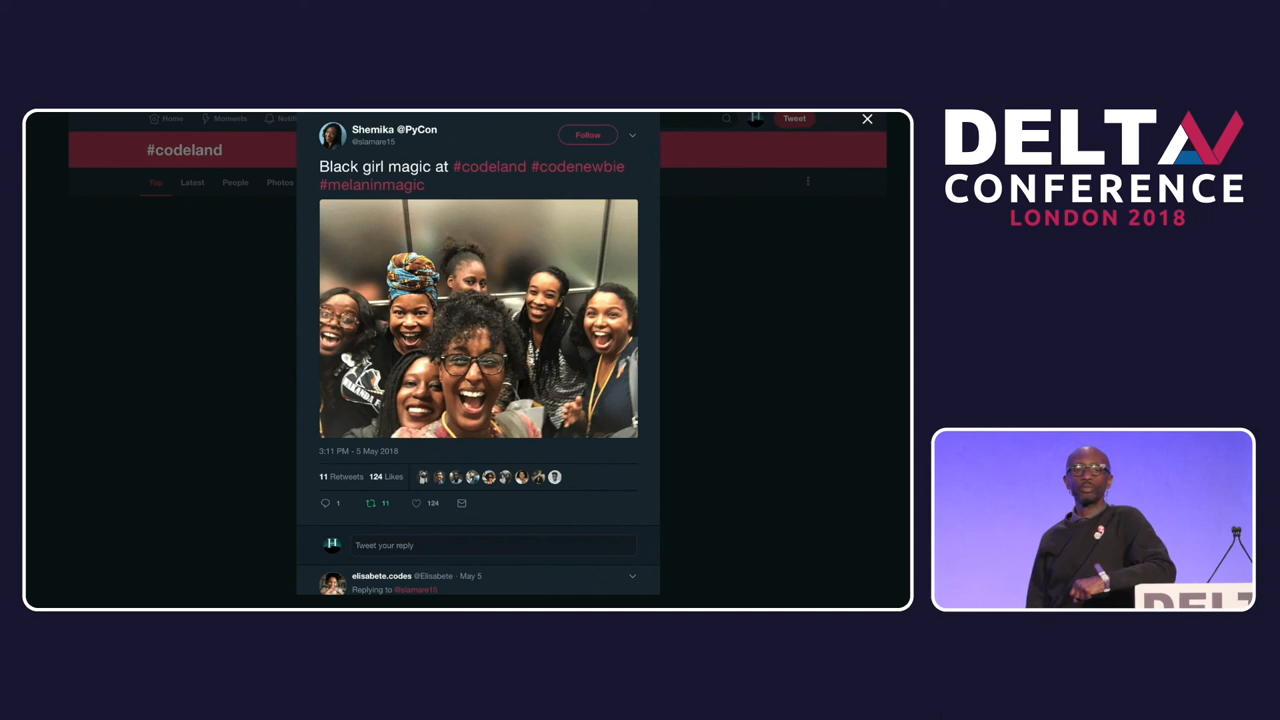 Home
Moments
Tweet
#codeland
Top
Latest
People
Photos
Shemika @PyCon
@slamare15
Follow
Black girl magic at #codeland #codenewbie
#melaninmagic
3:11 PM - 5 May 2018
11 Retweets 124 Likes
1
11
124
H
Tweet your reply
elisabete.codes @Elisabete · May 5
Replying to @slamare15
DELTA V
CONFERENCE
LONDON 2018